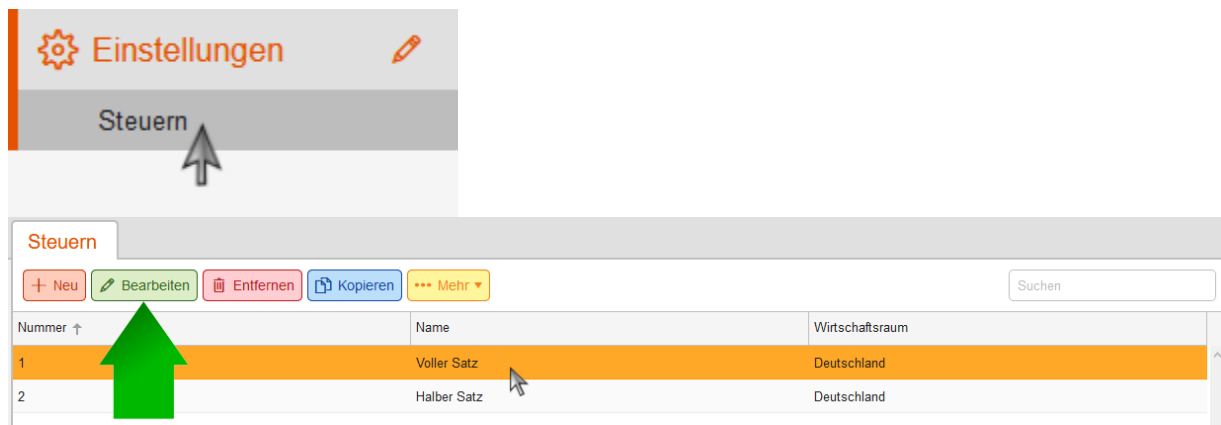 Einstellungen
Steuern
Steuern
Neu Bearbeiten Entfernen Kopieren ••• Mehr ▾ Suchen
Nummer Name Wirtschaftsraum
1 Voller Satz Deutschland
2 Halber Satz Deutschland